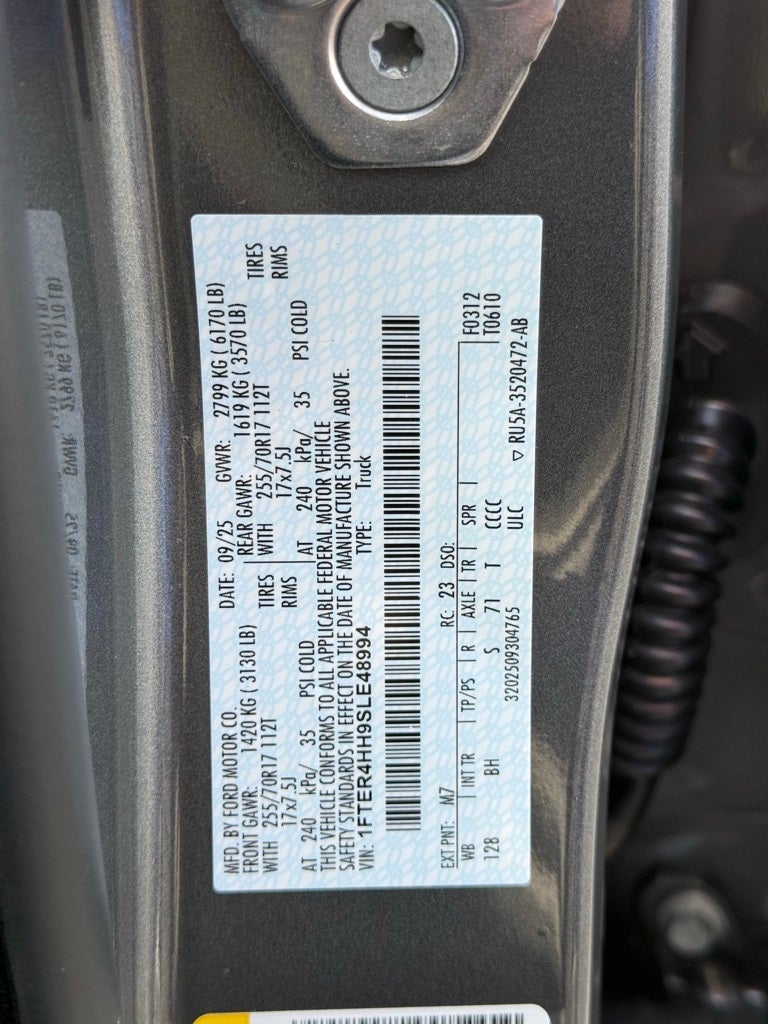 MFD. BY FORD MOTOR CO.
DATE: 09/25 GVWR: 2799 KG ( 6170 LB)
FRONT GAWR: 1420 KG ( 3130 LB) REAR GAWR: 1619 KG ( 3570 LB)
WITH 255/70R17 112T TIRES WITH 255/70R17 112T TIRES
17x7.5J RIMS 17x7.5J RIMS
AT 240 kPa/ 35 PSI COLD AT 240 kPa/ 35 PSI COLD
THIS VEHICLE CONFORMS TO ALL APPLICABLE FEDERAL MOTOR VEHICLE
SAFETY STANDARDS IN EFFECT ON THE DATE OF MANUFACTURE SHOWN ABOVE.
VIN: 1FTER4HH9SLE48994 TYPE: Truck
EXT PNT: M7 RC: 23 DSO: F0312
WB INT TR TP/PS R AXLE TR SPR T0610
128 BH S 71 T CCCC
ULC
3202509304765 ▽ RU5A-3520472-AB